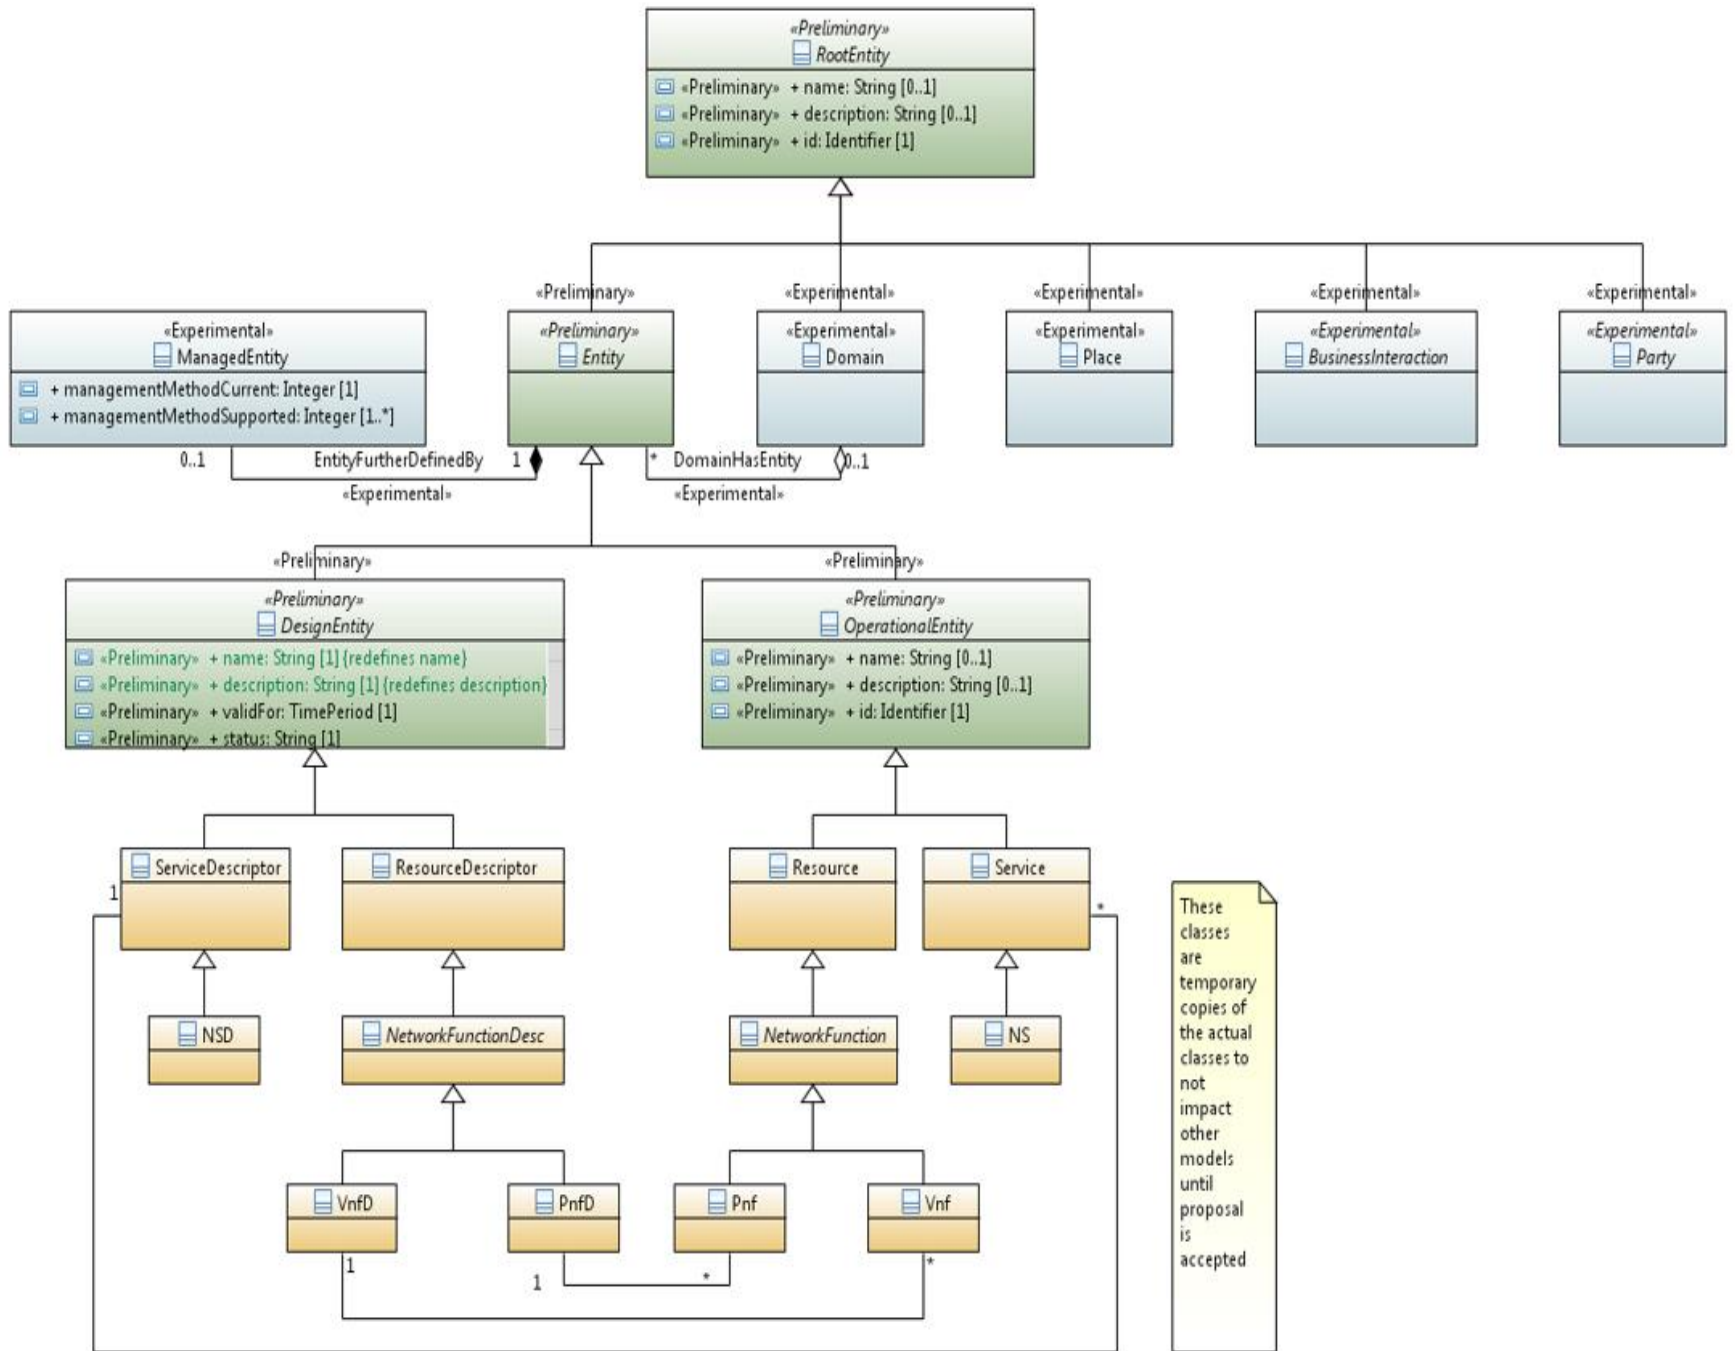 «Preliminary»
RootEntity
«Preliminary» + name: String [0..1]
«Preliminary» + description: String [0..1]
«Preliminary» + id: Identifier [1]
«Preliminary»
«Experimental»
«Experimental»
«Experimental»
«Experimental»
«Experimental»
ManagedEntity
+ managementMethodCurrent: Integer [1]
+ managementMethodSupported: Integer [1..*]
«Preliminary»
Entity
«Experimental»
Domain
«Experimental»
Place
«Experimental»
BusinessInteraction
«Experimental»
Party
0..1
EntityFurtherDefinedBy
1
«Experimental»
*
DomainHasEntity
0..1
«Experimental»
«Preliminary»
«Preliminary»
«Preliminary»
DesignEntity
«Preliminary» + name: String [1] {redefines name}
«Preliminary» + description: String [1] {redefines description}
«Preliminary» + validFor: TimePeriod [1]
«Preliminary» + status: String [1]
«Preliminary»
OperationalEntity
«Preliminary» + name: String [0..1]
«Preliminary» + description: String [0..1]
«Preliminary» + id: Identifier [1]
ServiceDescriptor
ResourceDescriptor
Resource
Service
1
*
NSD
NetworkFunctionDesc
NetworkFunction
NS
VnfD
PnfD
Pnf
Vnf
1
1
*
*
These
classes
are
temporary
copies of
the actual
classes to
not
impact
other
models
until
proposal
is
accepted